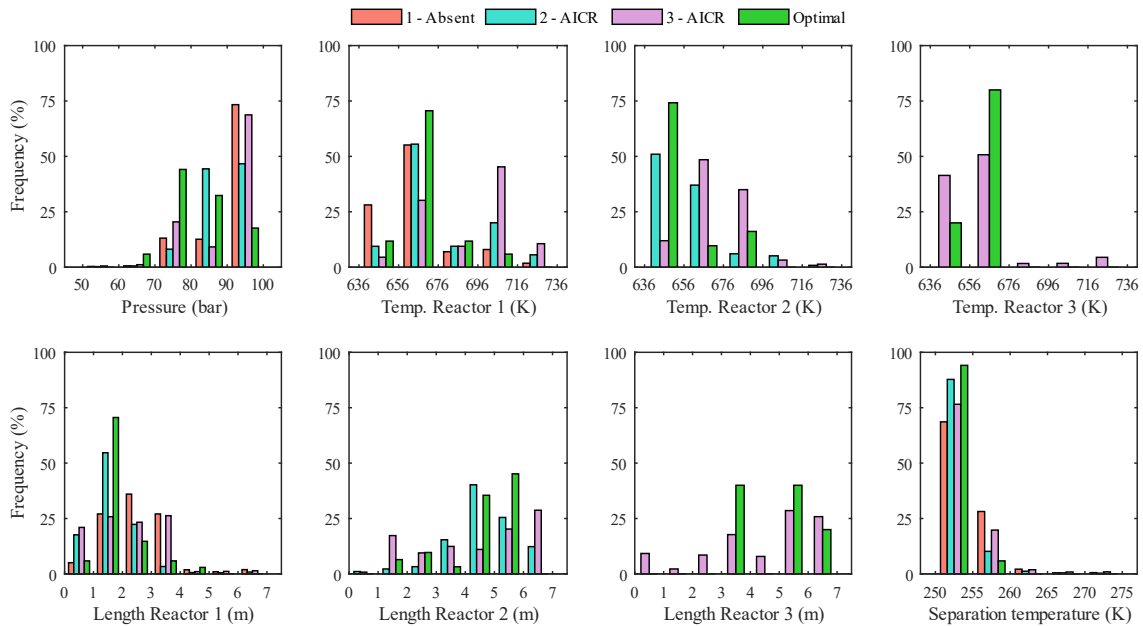 1 - Absent 2 - AICR 3 - AICR Optimal
100 100 100 100
75 75 75 75
50 50 50 50
25 25 25 25
0 0 0 0
Frequency (%)
50 60 70 80 90 100
636 656 676 696 716 736
636 656 676 696 716 736
636 656 676 696 716 736
Pressure (bar) Temp. Reactor 1 (K) Temp. Reactor 2 (K) Temp. Reactor 3 (K)
100 100 100 100
75 75 75 75
50 50 50 50
25 25 25 25
0 0 0 0
Frequency (%)
0 1 2 3 4 5 6 7
0 1 2 3 4 5 6 7
0 1 2 3 4 5 6 7
250 255 260 265 270 275
Length Reactor 1 (m) Length Reactor 2 (m) Length Reactor 3 (m) Separation temperature (K)